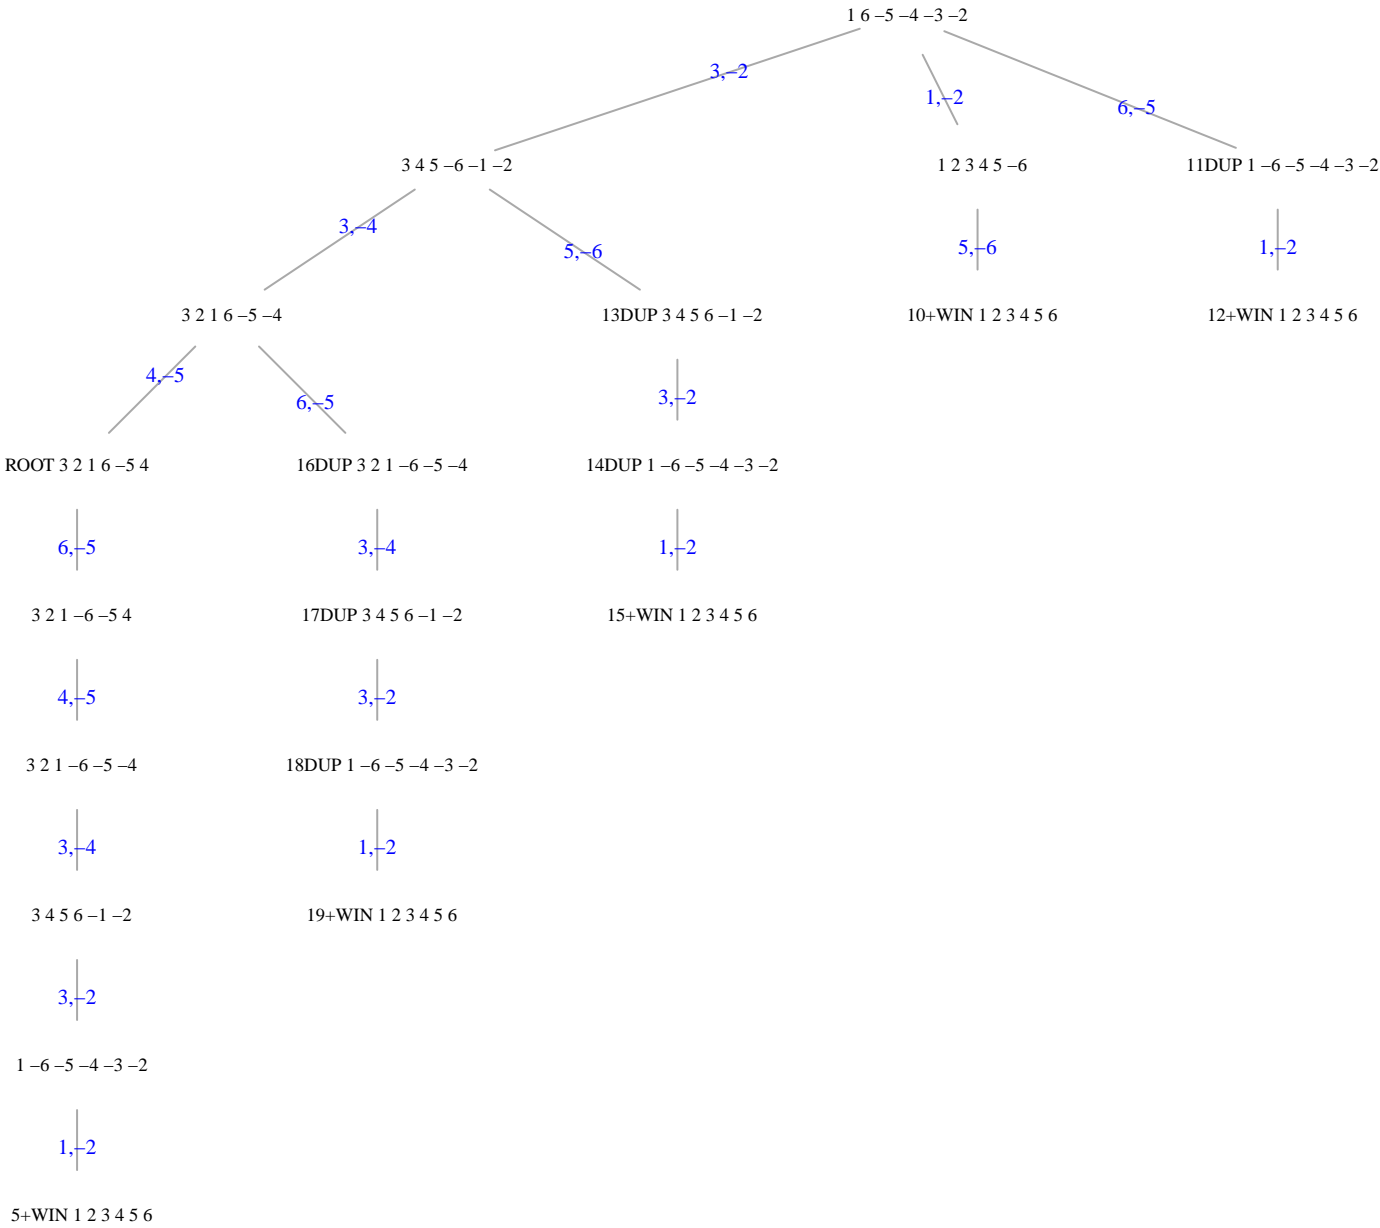 1 6 –5 –4 –3 –2
3,–2
1,–2
6,–5
3 4 5 –6 –1 –2
1 2 3 4 5 –6
11DUP 1 –6 –5 –4 –3 –2
3,–4
5,–6
5,–6
1,–2
3 2 1 6 –5 –4
13DUP 3 4 5 6 –1 –2
10+WIN 1 2 3 4 5 6
12+WIN 1 2 3 4 5 6
4,–5
6,–5
3,–2
ROOT 3 2 1 6 –5 4
16DUP 3 2 1 –6 –5 –4
14DUP 1 –6 –5 –4 –3 –2
6,–5
3,–4
1,–2
3 2 1 –6 –5 4
17DUP 3 4 5 6 –1 –2
15+WIN 1 2 3 4 5 6
4,–5
3,–2
3 2 1 –6 –5 –4
18DUP 1 –6 –5 –4 –3 –2
3,–4
1,–2
3 4 5 6 –1 –2
19+WIN 1 2 3 4 5 6
3,–2
1 –6 –5 –4 –3 –2
1,–2
5+WIN 1 2 3 4 5 6